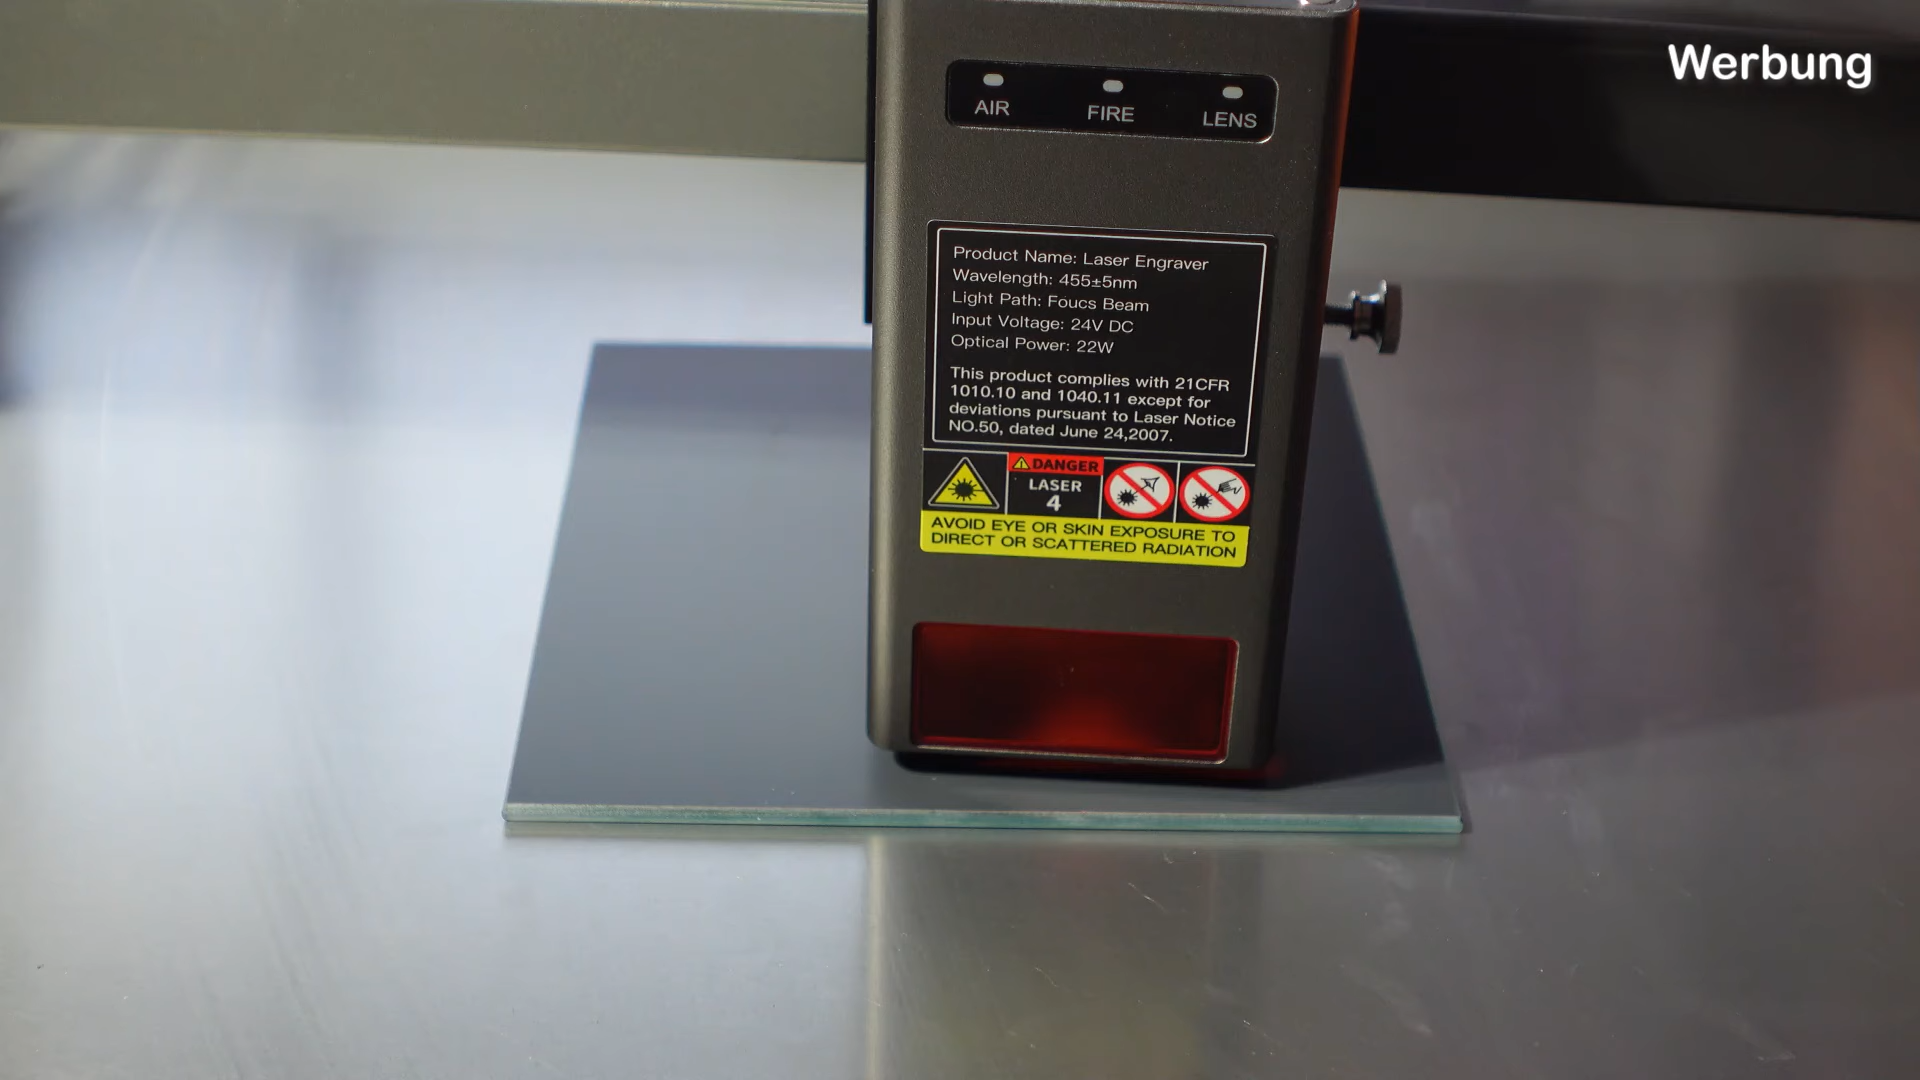 Werbung
AIR FIRE LENS
Product Name: Laser Engraver
Wavelength: 455±5nm
Light Path: Foucs Beam
Input Voltage: 24V DC
Optical Power: 22W
This product complies with 21CFR
1010.10 and 1040.11 except for
deviations pursuant to Laser Notice
NO.50, dated June 24,2007.
DANGER
LASER
4
AVOID EYE OR SKIN EXPOSURE TO
DIRECT OR SCATTERED RADIATION